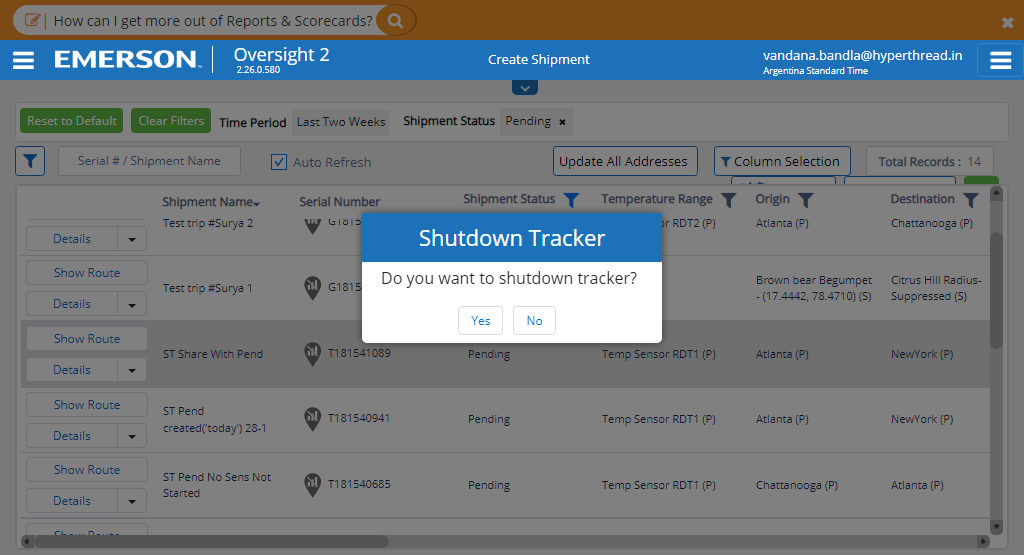 How can I get more out of Reports & Scorecards?
EMERSON
Oversight 2
2.26.0.580
Create Shipment
vandana.bandla@hyperthread.in
Argentina Standard Time
Reset to Default
Clear Filters
Time Period
Last Two Weeks
Shipment Status
Pending ×
Serial # / Shipment Name
Auto Refresh
Update All Addresses
Column Selection
Total Records : 14
Shipment Name
Serial Number
Shipment Status
Temperature Range
Origin
Destination
Details
Test trip #Surya 2
RDT2 (P)
Atlanta (P)
Chattanooga (P)
Show Route
Details
Test trip #Surya 1
Brown bear Begumpet
- (17.4442, 78.4710) (S)
Citrus Hill Radius-
Suppressed (S)
Shutdown Tracker
Do you want to shutdown tracker?
Yes
No
Show Route
Details
ST Share With Pend
T181541089
Pending
Temp Sensor RDT1 (P)
Atlanta (P)
NewYork (P)
Show Route
Details
ST Pend
created('today') 28-1
T181540941
Pending
Temp Sensor RDT1 (P)
Atlanta (P)
NewYork (P)
Show Route
Details
ST Pend No Sens Not
Started
T181540685
Pending
Temp Sensor RDT1 (P)
Chattanooga (P)
Atlanta (P)
Show Route